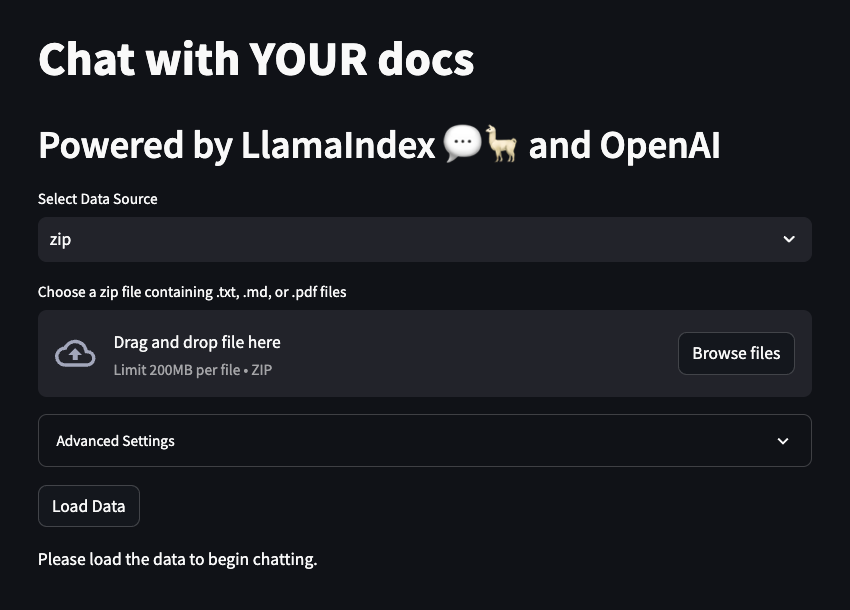 Chat with YOUR docs
Powered by LlamaIndex 💬🦙 and OpenAI
Select Data Source
zip
Choose a zip file containing .txt, .md, or .pdf files
Drag and drop file here
Limit 200MB per file • ZIP
Browse files
Advanced Settings
Load Data
Please load the data to begin chatting.